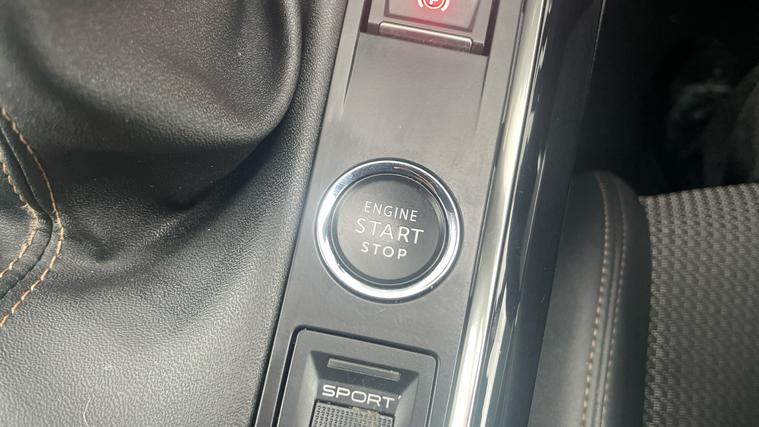 P
ENGINE
START
STOP
SPORT